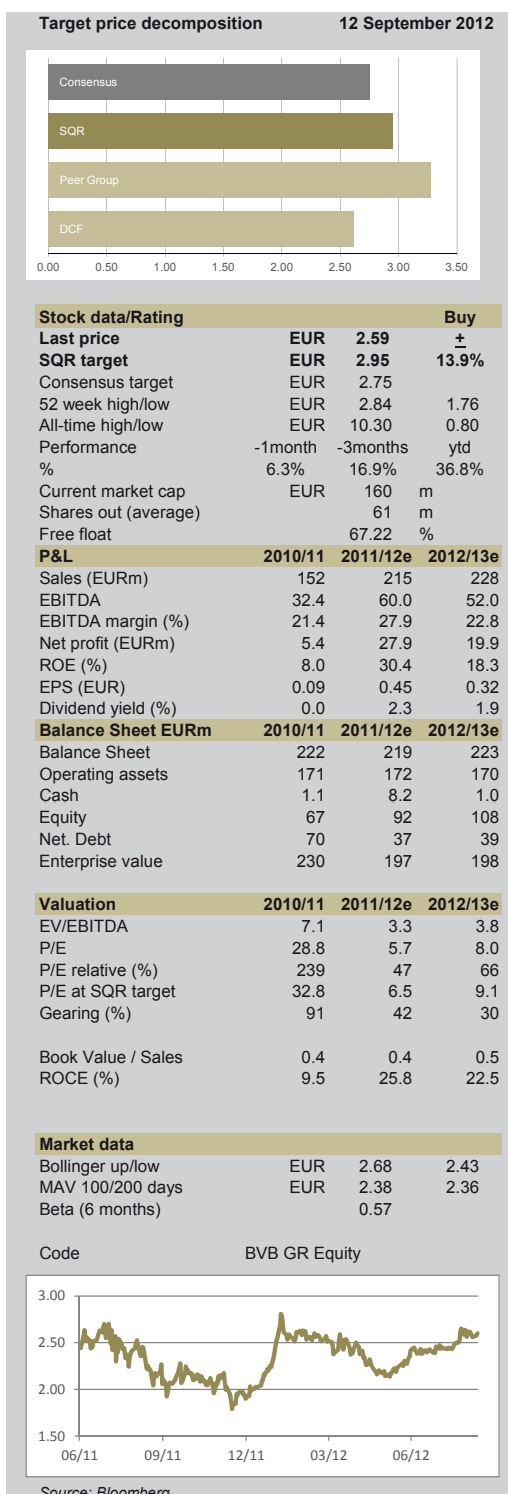 Target price decomposition 12 September 2012
Consensus
SQR
Peer Group
DCF
0.00 0.50 1.00 1.50 2.00 2.50 3.00 3.50
Stock data/Rating Buy
Last price EUR 2.59 ±
SQR target EUR 2.95 13.9%
Consensus target EUR 2.75
52 week high/low EUR 2.84 1.76
All-time high/low EUR 10.30 0.80
Performance -1month -3months ytd
% 6.3% 16.9% 36.8%
Current market cap EUR 160 m
Shares out (average) 61 m
Free float 67.22 %
P&L 2010/11 2011/12e 2012/13e
Sales (EURm) 152 215 228
EBITDA 32.4 60.0 52.0
EBITDA margin (%) 21.4 27.9 22.8
Net profit (EURm) 5.4 27.9 19.9
ROE (%) 8.0 30.4 18.3
EPS (EUR) 0.09 0.45 0.32
Dividend yield (%) 0.0 2.3 1.9
Balance Sheet EURm 2010/11 2011/12e 2012/13e
Balance Sheet 222 219 223
Operating assets 171 172 170
Cash 1.1 8.2 1.0
Equity 67 92 108
Net. Debt 70 37 39
Enterprise value 230 197 198
Valuation 2010/11 2011/12e 2012/13e
EV/EBITDA 7.1 3.3 3.8
P/E 28.8 5.7 8.0
P/E relative (%) 239 47 66
P/E at SQR target 32.8 6.5 9.1
Gearing (%) 91 42 30
Book Value / Sales 0.4 0.4 0.5
ROCE (%) 9.5 25.8 22.5
Market data
Bollinger up/low EUR 2.68 2.43
MAV 100/200 days EUR 2.38 2.36
Beta (6 months) 0.57
Code BVB GR Equity
3.00
2.50
2.00
1.50
06/11 09/11 12/11 03/12 06/12
Source: Bloomberg